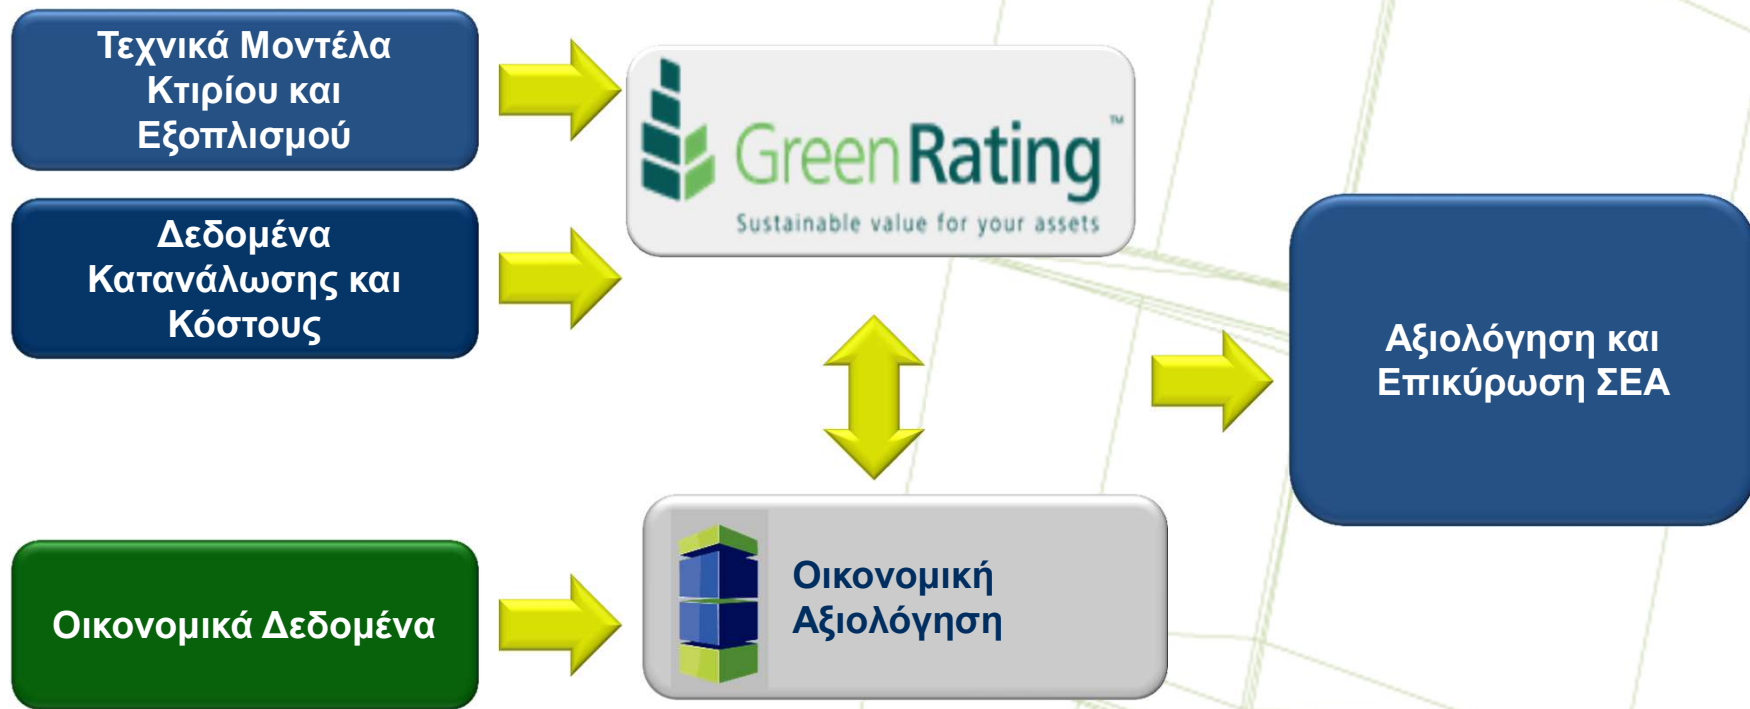 Τεχνικά Μοντέλα
Κτιρίου και
Εξοπλισμού
GreenRating™
Sustainable value for your assets
Δεδομένα
Κατανάλωσης και
Κόστους
Αξιολόγηση και
Επικύρωση ΣΕΑ
Οικονομικά Δεδομένα
Οικονομική
Αξιολόγηση